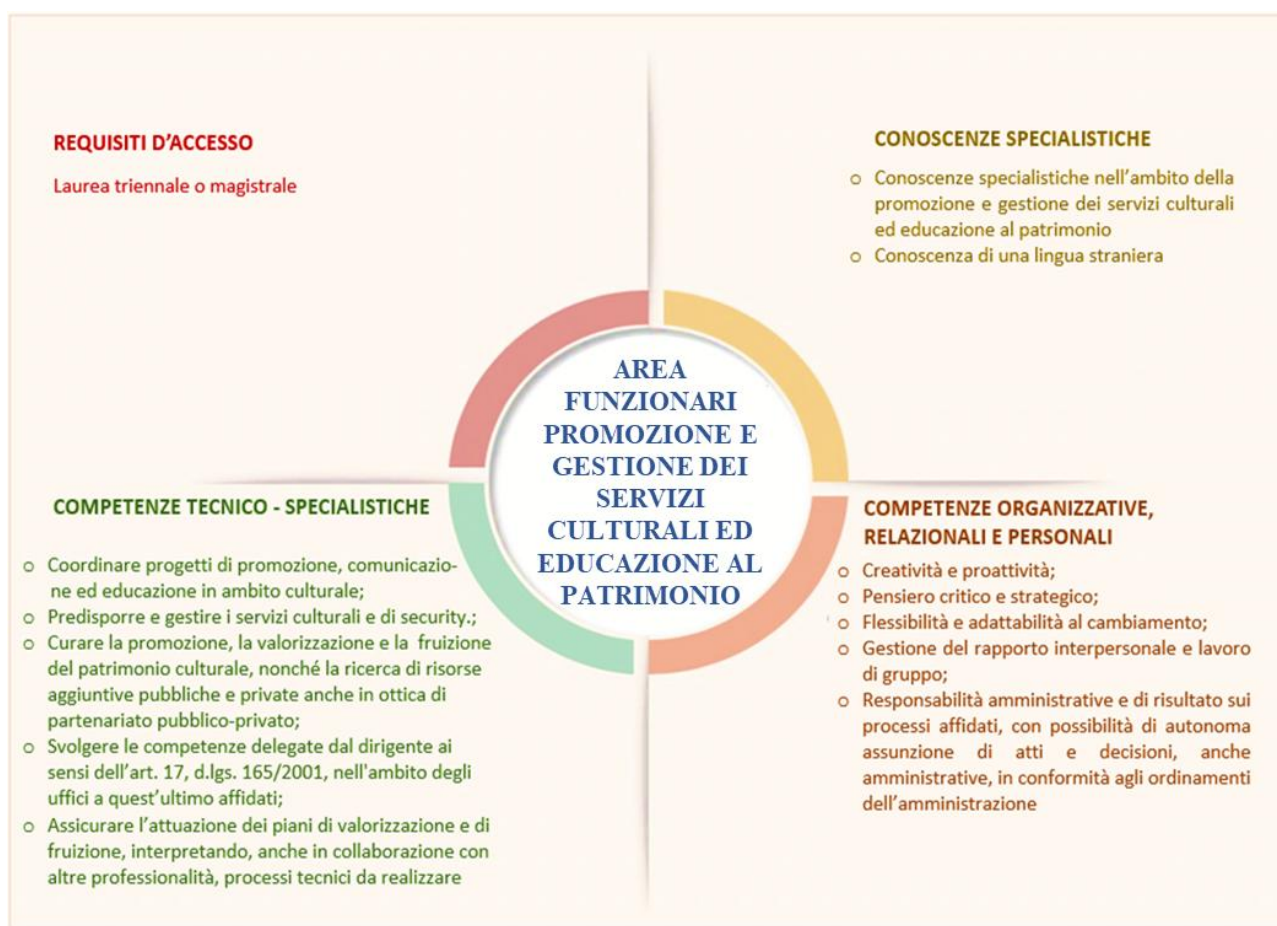 REQUISITI D'ACCESSO
Laurea triennale o magistrale
CONOSCENZE SPECIALISTICHE
o Conoscenze specialistiche nell'ambito della
promozione e gestione dei servizi culturali
ed educazione al patrimonio
o Conoscenza di una lingua straniera
AREA
FUNZIONARI
PROMOZIONE E
GESTIONE DEI
SERVIZI
CULTURALI ED
EDUCAZIONE AL
PATRIMONIO
COMPETENZE TECNICO - SPECIALISTICHE
o Coordinare progetti di promozione, comunicazio-
ne ed educazione in ambito culturale;
o Predisporre e gestire i servizi culturali e di security.;
o Curare la promozione, la valorizzazione e la fruizione
del patrimonio culturale, nonché la ricerca di risorse
aggiuntive pubbliche e private anche in ottica di
partenariato pubblico-privato;
o Svolgere le competenze delegate dal dirigente ai
sensi dell'art. 17, d.lgs. 165/2001, nell'ambito degli
uffici a quest'ultimo affidati;
o Assicurare l'attuazione dei piani di valorizzazione e di
fruizione, interpretando, anche in collaborazione con
altre professionalità, processi tecnici da realizzare
COMPETENZE ORGANIZZATIVE,
RELAZIONALI E PERSONALI
o Creatività e proattività;
o Pensiero critico e strategico;
o Flessibilità e adattabilità al cambiamento;
o Gestione del rapporto interpersonale e lavoro
di gruppo;
o Responsabilità amministrative e di risultato sui
processi affidati, con possibilità di autonoma
assunzione di atti e decisioni, anche
amministrative, in conformità agli ordinamenti
dell'amministrazione